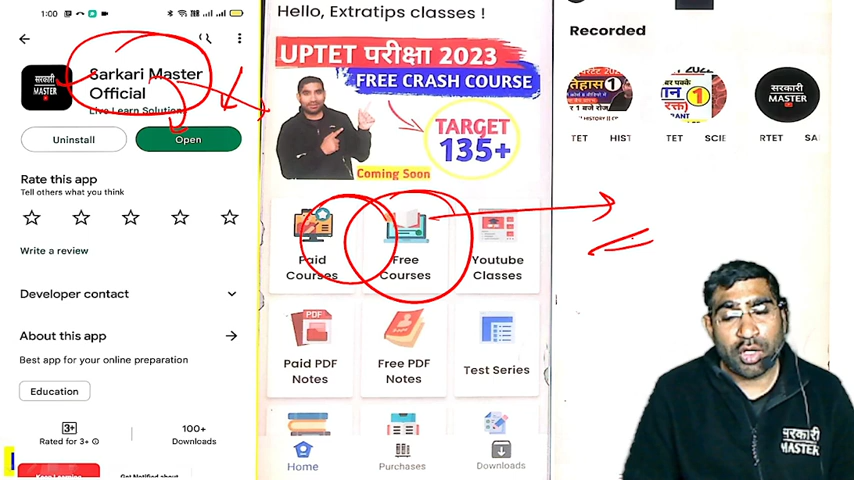 1:00
सरकारी
MASTER
Sarkari Master
Official
Live Learn Solution
Uninstall
Open
Rate this app
Tell others what you think
Write a review
Developer contact
About this app
Best app for your online preparation
Education
3+
Rated for 3+
100+
Downloads
Hello, Extratips classes !
UPTET परीक्षा 2023
FREE CRASH COURSE
TARGET
135+
Coming Soon
Paid
Courses
Free
Courses
Youtube
Classes
PDF
Paid PDF
Notes
Free PDF
Notes
Test Series
Home
Purchases
Downloads
Recorded
1
1
सरकारी
MASTER
TET HIST
TET SCIE
RTET SA
सरकारी
MASTER